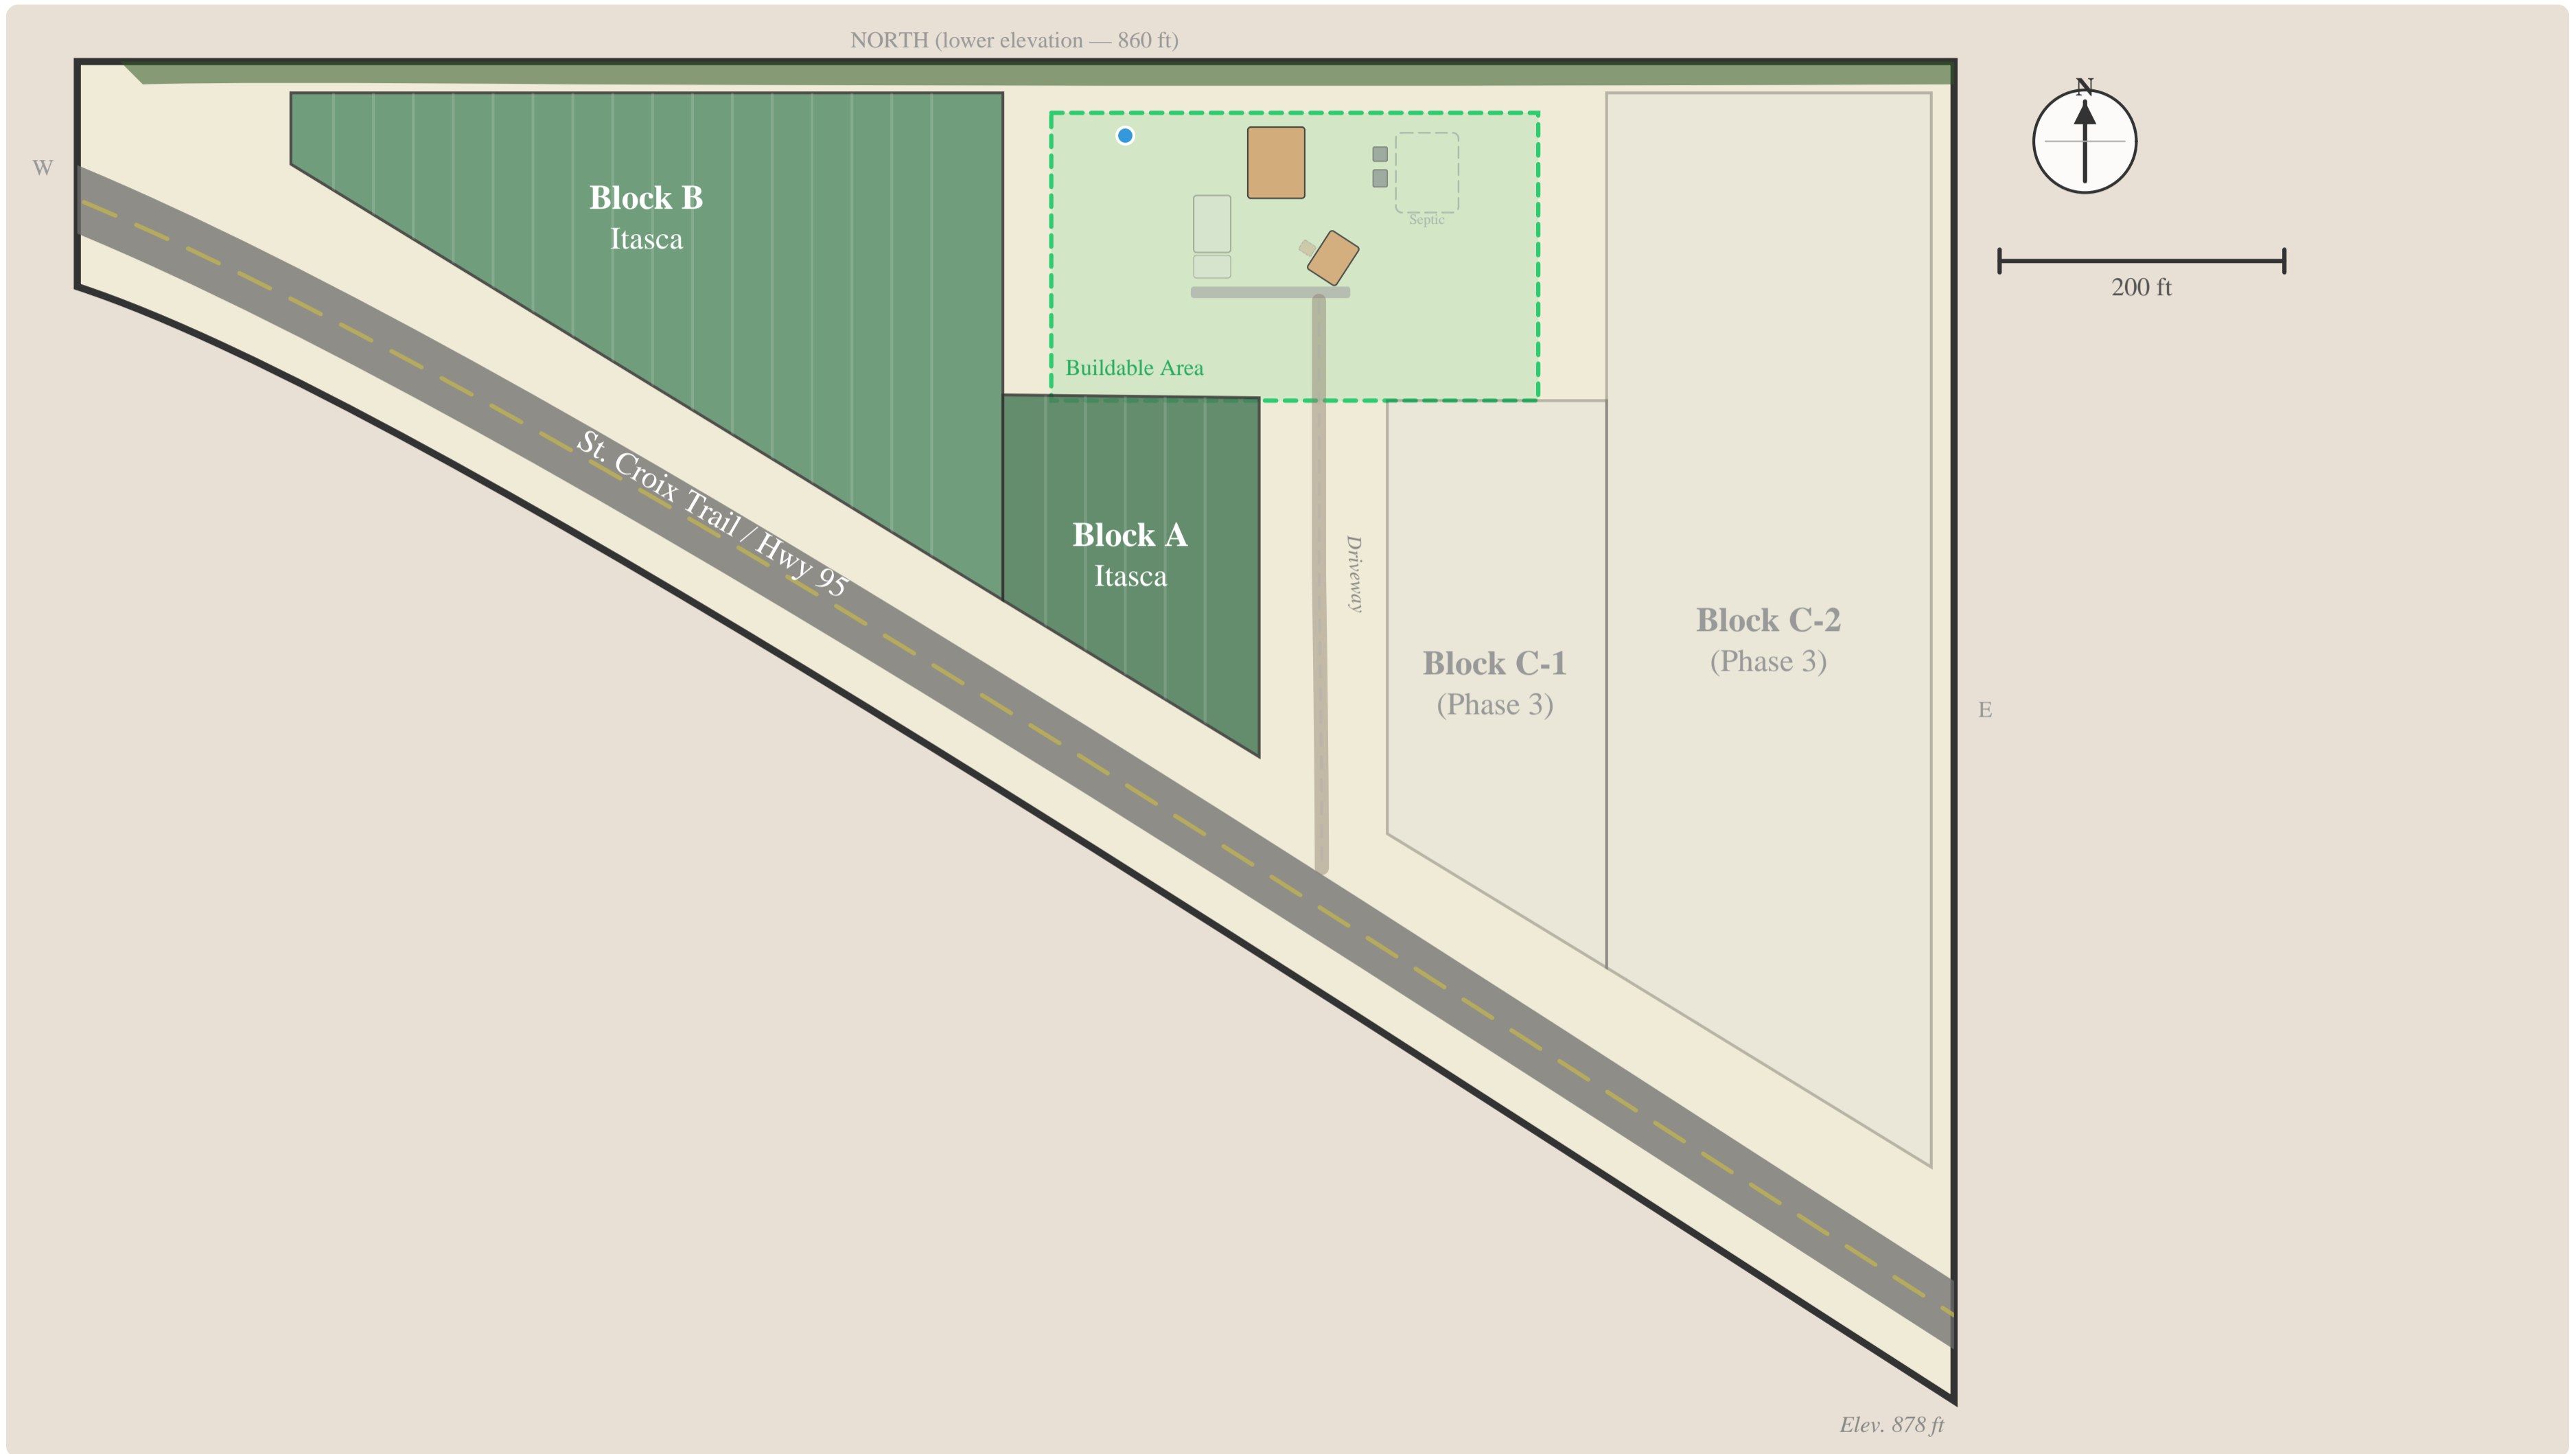 NORTH (lower elevation — 860 ft)
N
W
Block B
Itasca
Septic
200 ft
Buildable Area
St. Croix Trail / Hwy 95
Block A
Itasca
Driveway
Block C-1
(Phase 3)
Block C-2
(Phase 3)
E
Elev. 878 ft